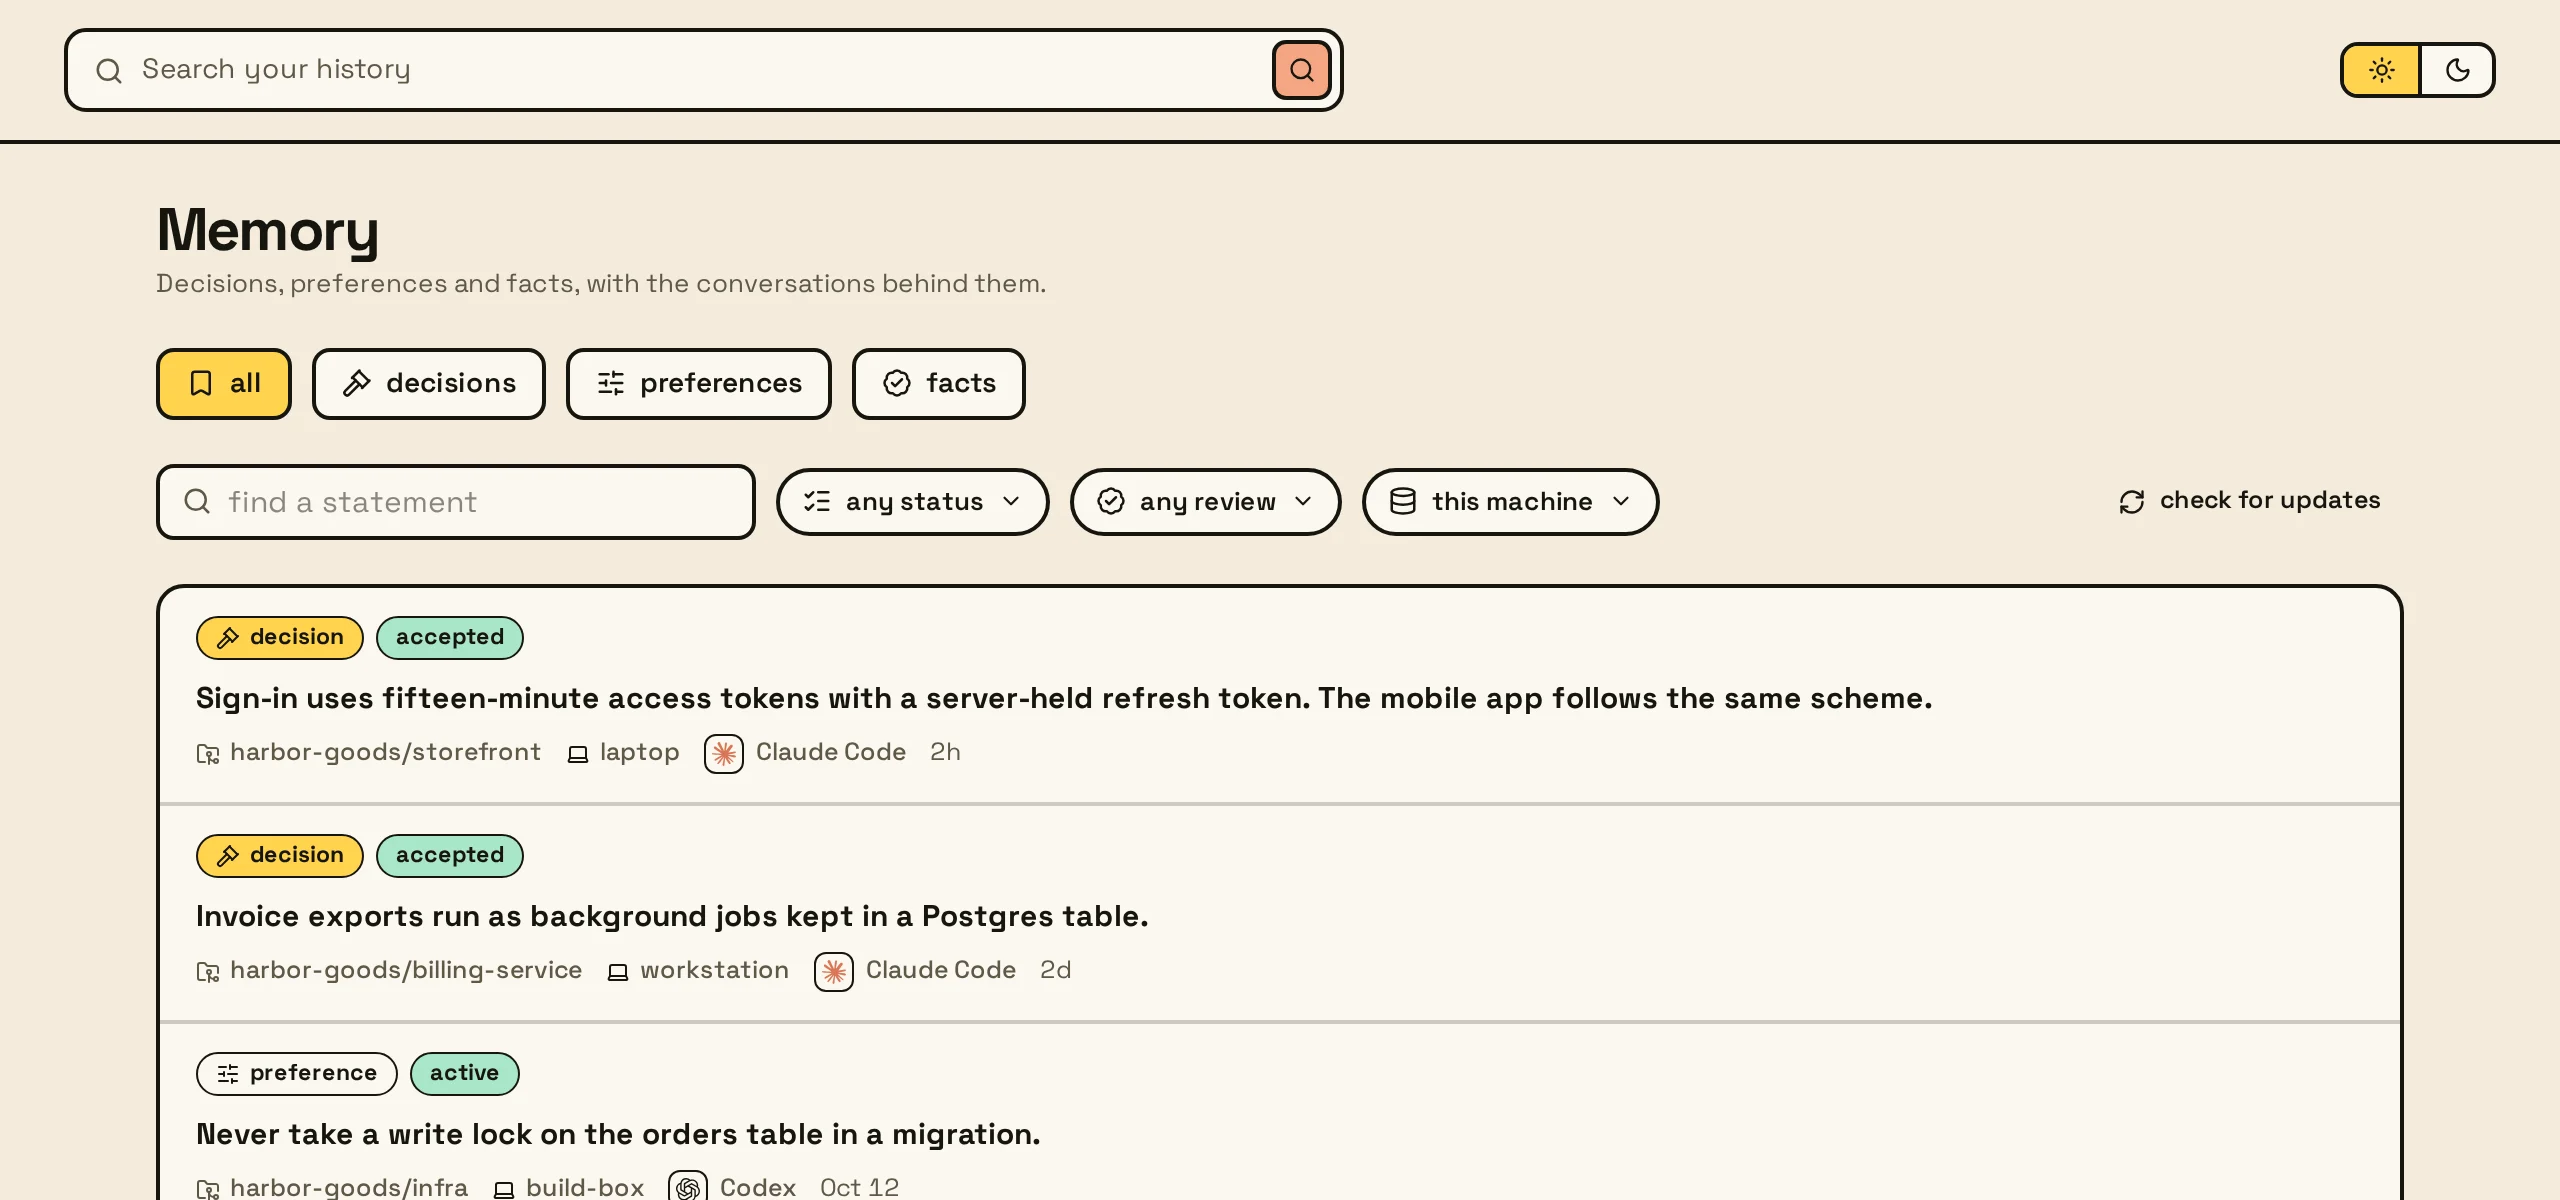 Search your history
Memory
Decisions, preferences and facts, with the conversations behind them.
all decisions preferences facts
find a statement any status any review this machine check for updates
decision accepted
Sign-in uses fifteen-minute access tokens with a server-held refresh token. The mobile app follows the same scheme.
harbor-goods/storefront laptop Claude Code 2h
decision accepted
Invoice exports run as background jobs kept in a Postgres table.
harbor-goods/billing-service workstation Claude Code 2d
preference active
Never take a write lock on the orders table in a migration.
harbor-goods/infra build-box Codex Oct 12